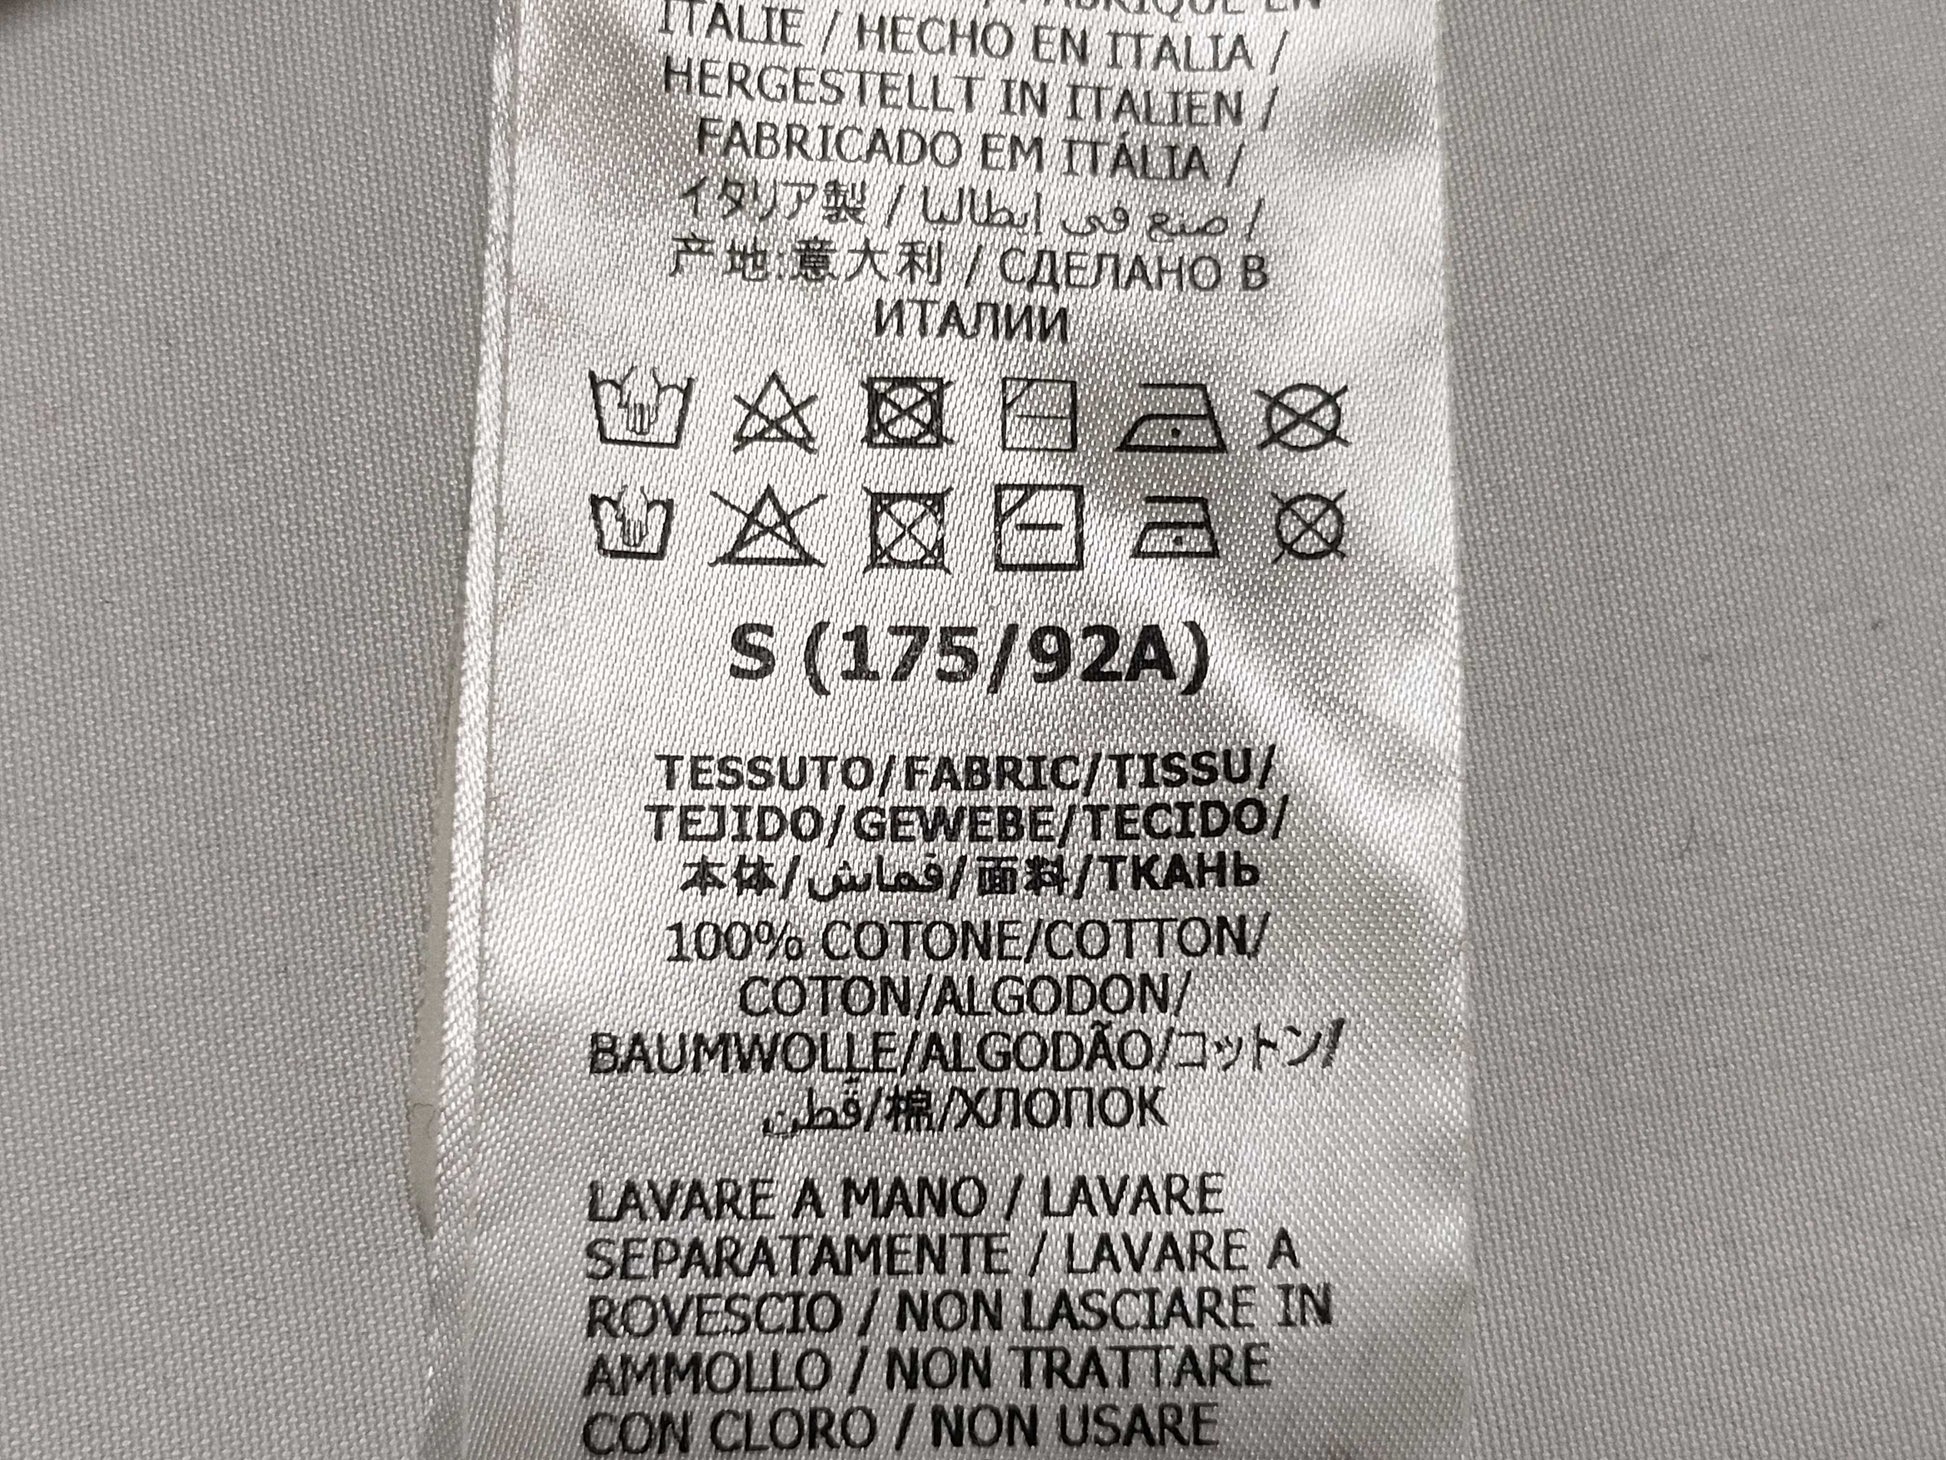 FABRIQUÉ EN
ITALIE / HECHO EN ITALIA /
HERGESTELLT IN ITALIEN /
FABRICADO EM ITÁLIA /
イタリア製 / صنع في إيطاليا /
产地:意大利 / СДЕЛАНО В
ИТАЛИИ
S (175/92A)
TESSUTO/FABRIC/TISSU/
TEJIDO/GEWEBE/TECIDO/
本体/قماش/面料/ТКАНЬ
100% COTONE/COTTON/
COTON/ALGODON/
BAUMWOLLE/ALGODÃO/コットン/
قطن/棉/ХЛОПОК
LAVARE A MANO / LAVARE
SEPARATAMENTE / LAVARE A
ROVESCIO / NON LASCIARE IN
AMMOLLO / NON TRATTARE
CON CLORO / NON USARE